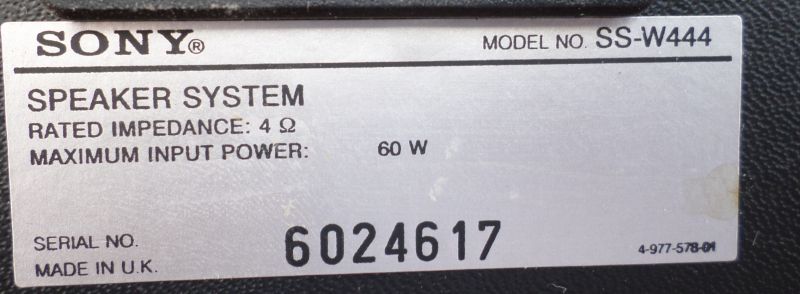 SONY® MODEL NO. SS-W444
SPEAKER SYSTEM
RATED IMPEDANCE: 4 Ω
MAXIMUM INPUT POWER: 60 W
SERIAL NO. 6024617
MADE IN U.K. 4-977-578-01